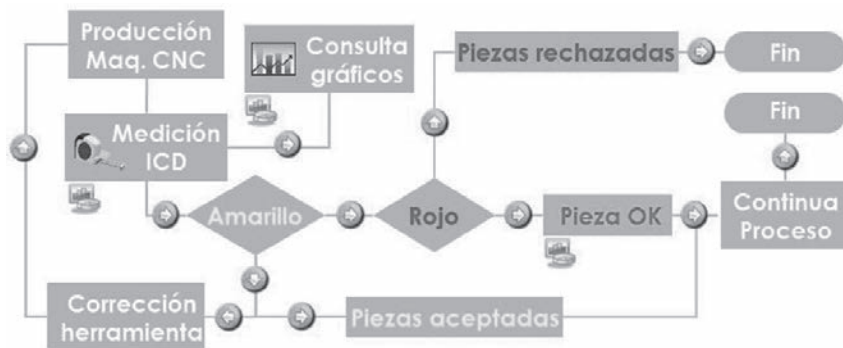 Producción
Maq. CNC
Consulta
gráficos
Piezas rechazadas
Fin
Fin
Medición
ICD
Amarillo
Rojo
Pieza OK
Continua
Proceso
Corrección
herramienta
Piezas aceptadas